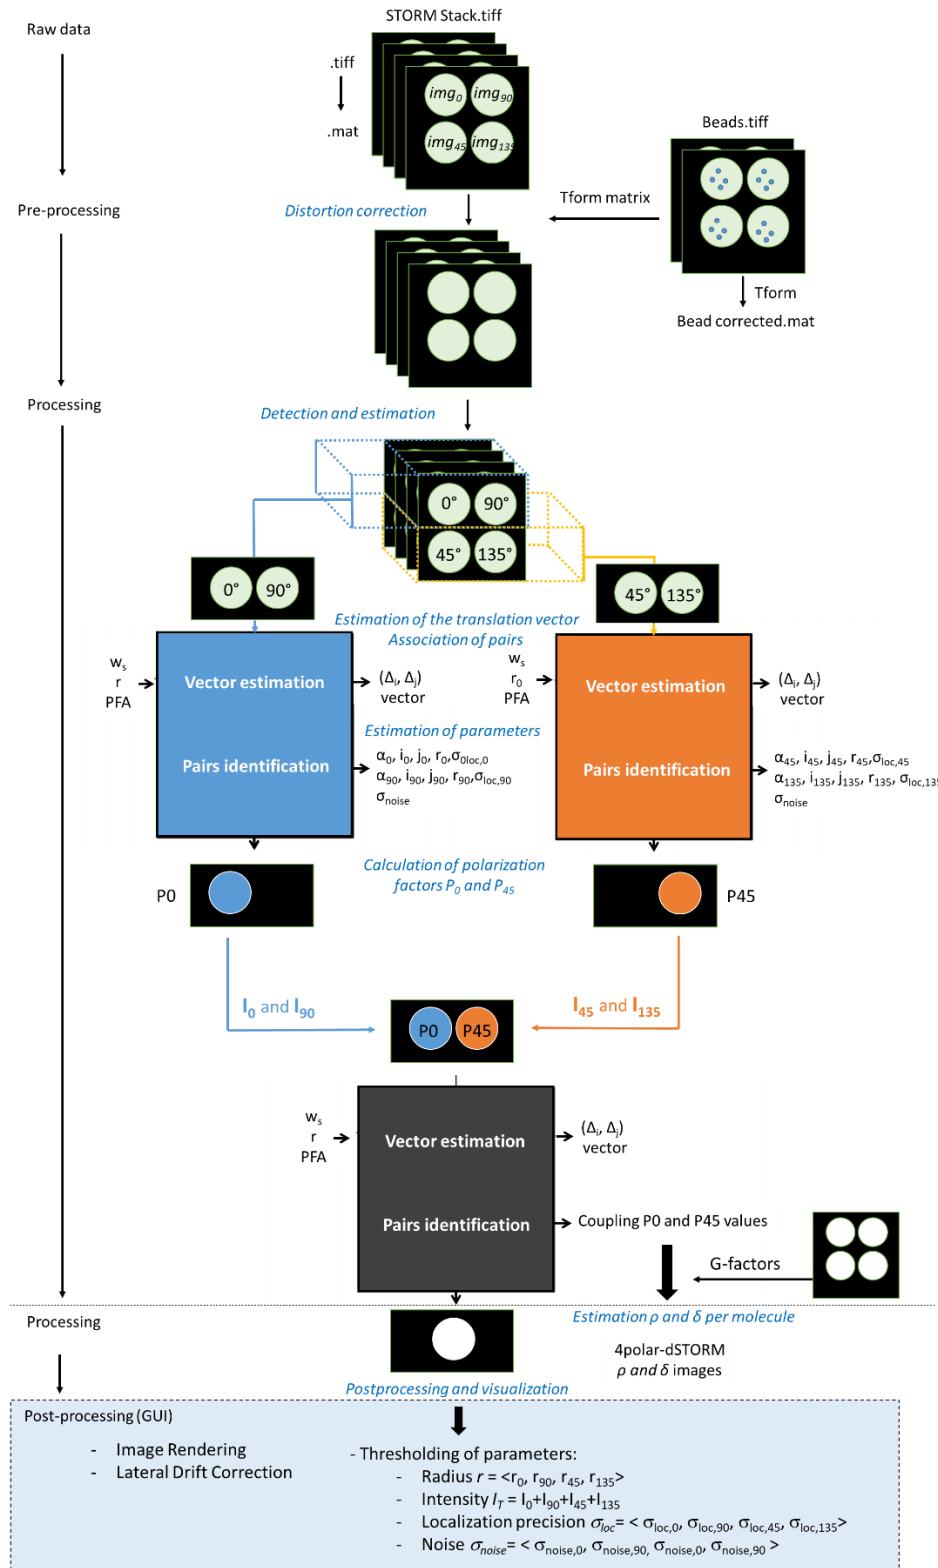 STORM Stack.tiff
Raw data
.tiff
.mat
img0 img90
img45 img135
Beads.tiff
Pre-processing
Distortion correction
Tform matrix
Tform
Bead corrected.mat
Processing
Detection and estimation
0° 90°
45° 135°
0° 90°
45° 135°
Estimation of the translation vector
Association of pairs
ws
r
PFA
Vector estimation
(Δi, Δj)
vector
ws
r0
PFA
Vector estimation
(Δi, Δj)
vector
Estimation of parameters
Pairs identification
α0, i0, j0, r0,σ0loc,0
α90, i90, j90, r90,σloc,90
σnoise
Pairs identification
α45, i45, j45, r45,σloc,45
α135, i135, j135, r135, σloc,135
σnoise
Calculation of polarization
factors P0 and P45
P0
P45
I0 and I90
I45 and I135
P0 P45
ws
r
PFA
Vector estimation
(Δi, Δj)
vector
Pairs identification
Coupling P0 and P45 values
G-factors
Processing
Estimation ρ and δ per molecule
4polar-dSTORM
ρ and δ images
Postprocessing and visualization
Post-processing (GUI)
- Image Rendering
- Lateral Drift Correction
- Thresholding of parameters:
- Radius r = <r0, r90, r45, r135>
- Intensity IT = I0+I90+I45+I135
- Localization precision σloc= < σloc,0, σloc,90, σloc,45, σloc,135>
- Noise σnoise= < σnoise,0, σnoise,90, σnoise,0, σnoise,90 >